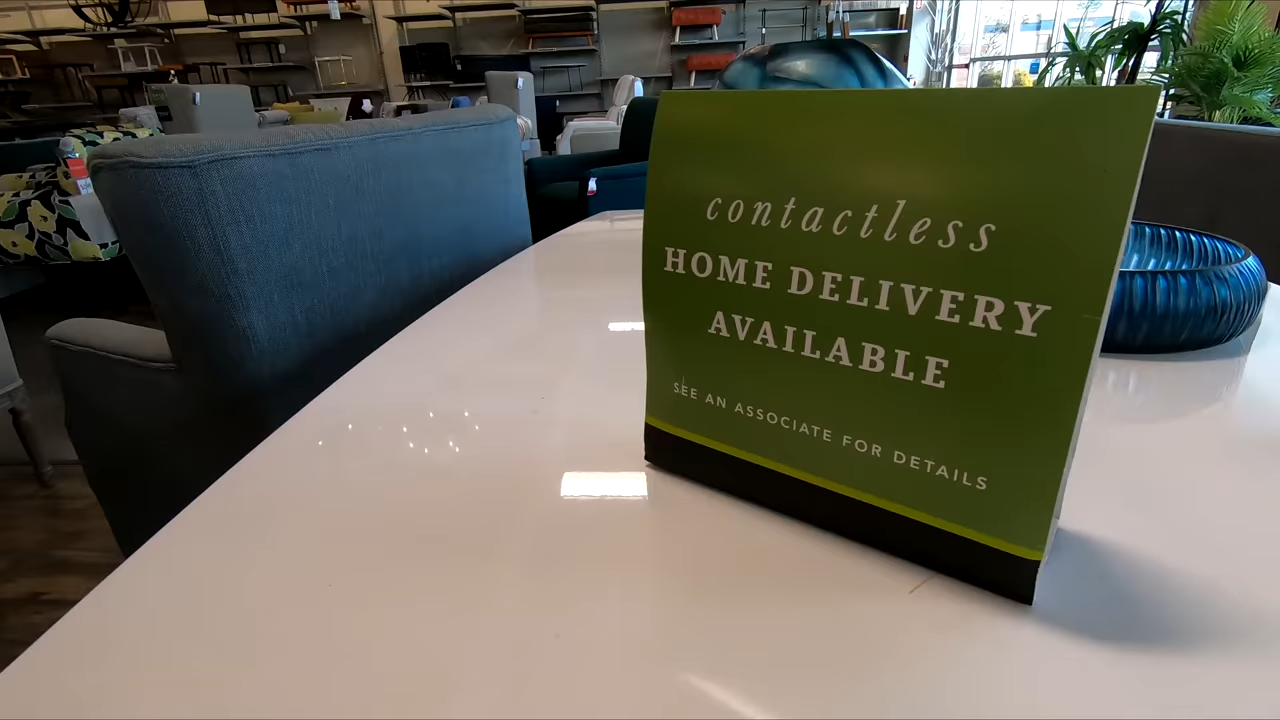 contactless
HOME DELIVERY
AVAILABLE
SEE AN ASSOCIATE FOR DETAILS